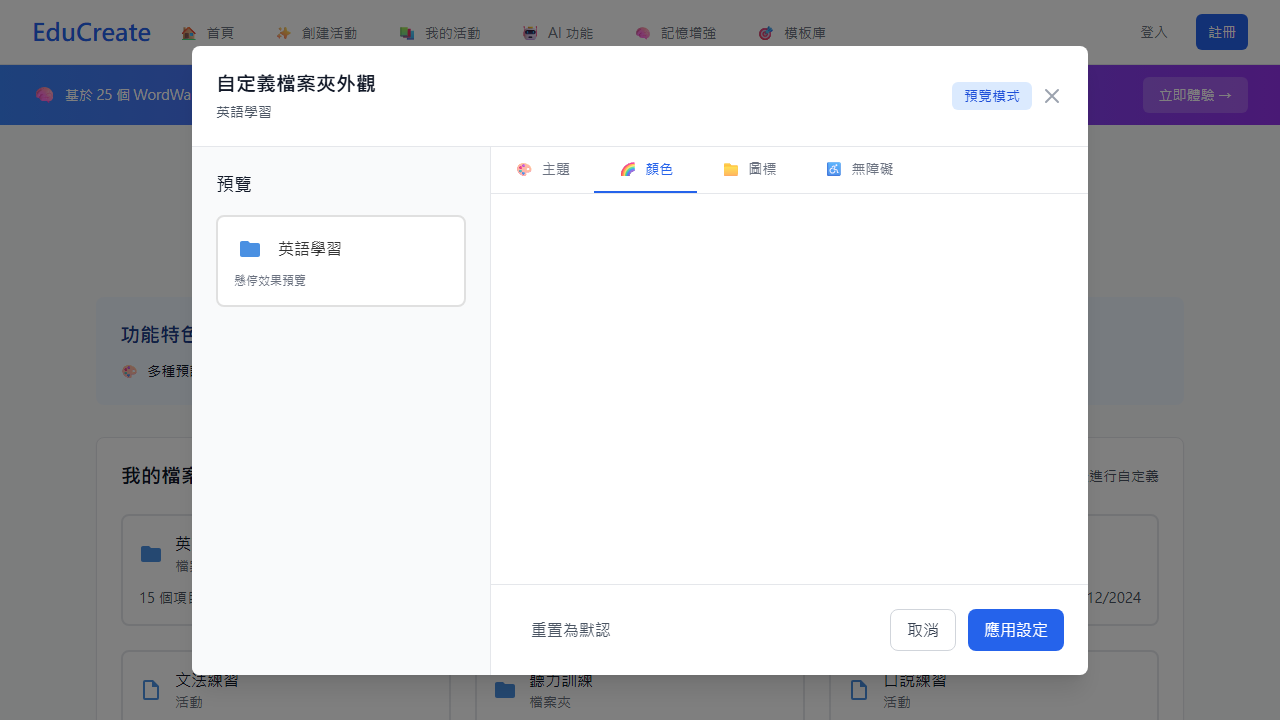 EduCreate 首頁 創建活動 我的活動 AI 功能 記憶增強 模板庫 登入 註冊
基於 25 個 WordWa 立即體驗 →
自定義檔案夾外觀
英語學習
預覽模式
預覽
主題 顏色 圖標 無障礙
英語學習
懸停效果預覽
功能特色
多種預
我的檔案 進行自定義
英
檔
15 個項目 12/2024
重置為默認 取消 應用設定
文法練習 聽力訓練 口說練習
活動 檔案夾 活動